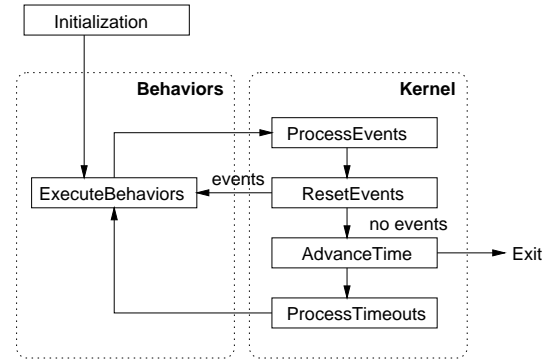 Initialization
Behaviors
Kernel
ProcessEvents
events
ExecuteBehaviors
ResetEvents
no events
AdvanceTime
Exit
ProcessTimeouts